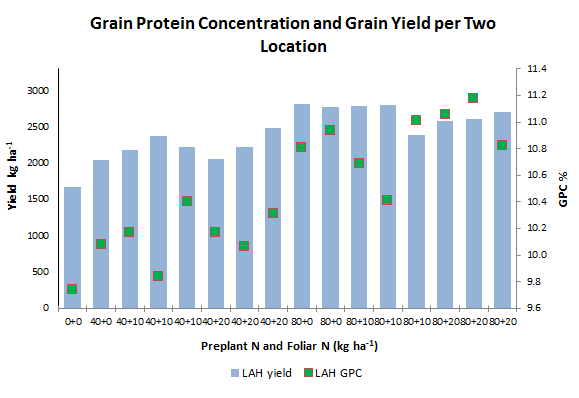 Grain Protein Concentration and Grain Yield per Two
Location
3000
2500
2000
1500
1000
500
0
Yield kg ha-1
11.4
11.2
11.0
10.8
10.6
10.4
10.2
10.0
9.8
9.6
GPC %
0+0 40+0 40+10 40+10 40+10 40+20 40+20 40+20 80+0 80+0 80+10 80+10 80+10 80+20 80+20 80+20
Preplant N and Foliar N (kg ha-1)
LAH yield LAH GPC